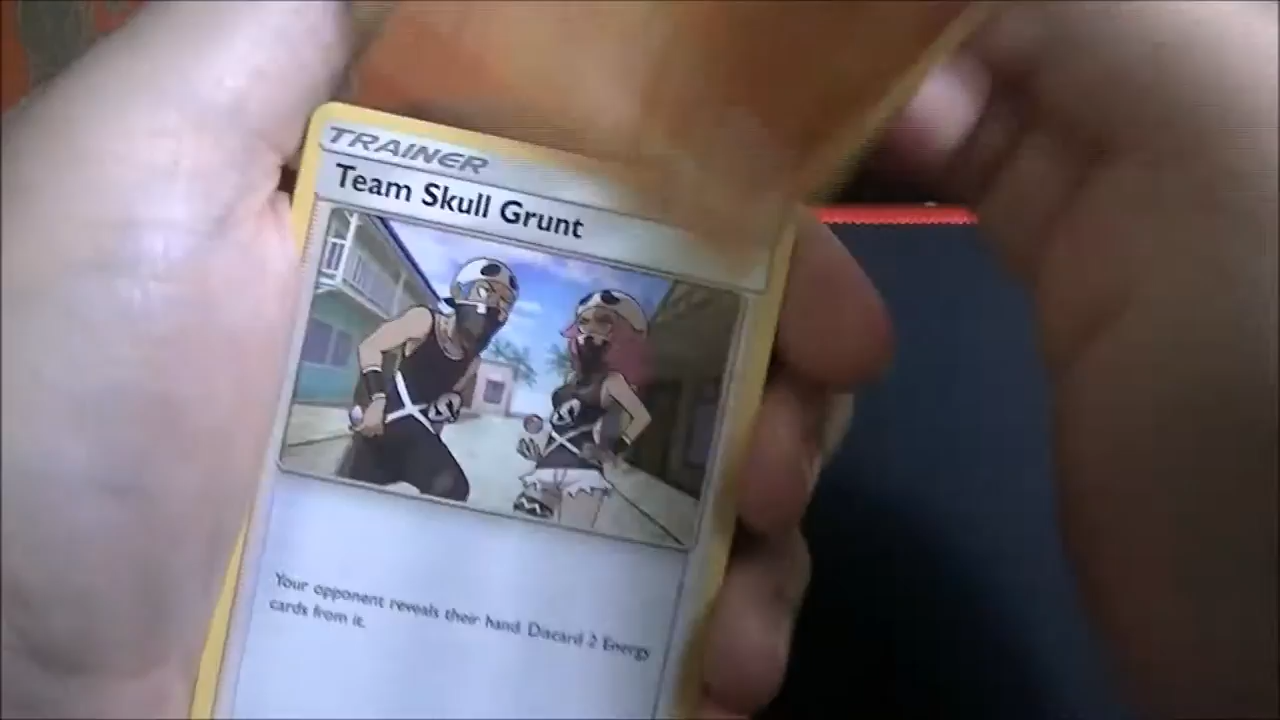 TRAINER
Team Skull Grunt
Your opponent reveals their hand. Discard 2 Energy
cards from it.